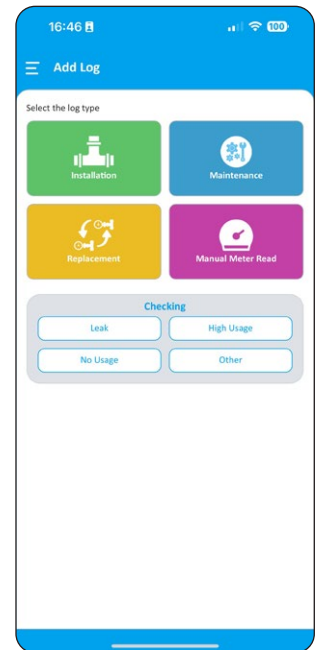 16:46
100
Add Log
Select the log type
Installation
Maintenance
Replacement
Manual Meter Read
Checking
Leak
High Usage
No Usage
Other